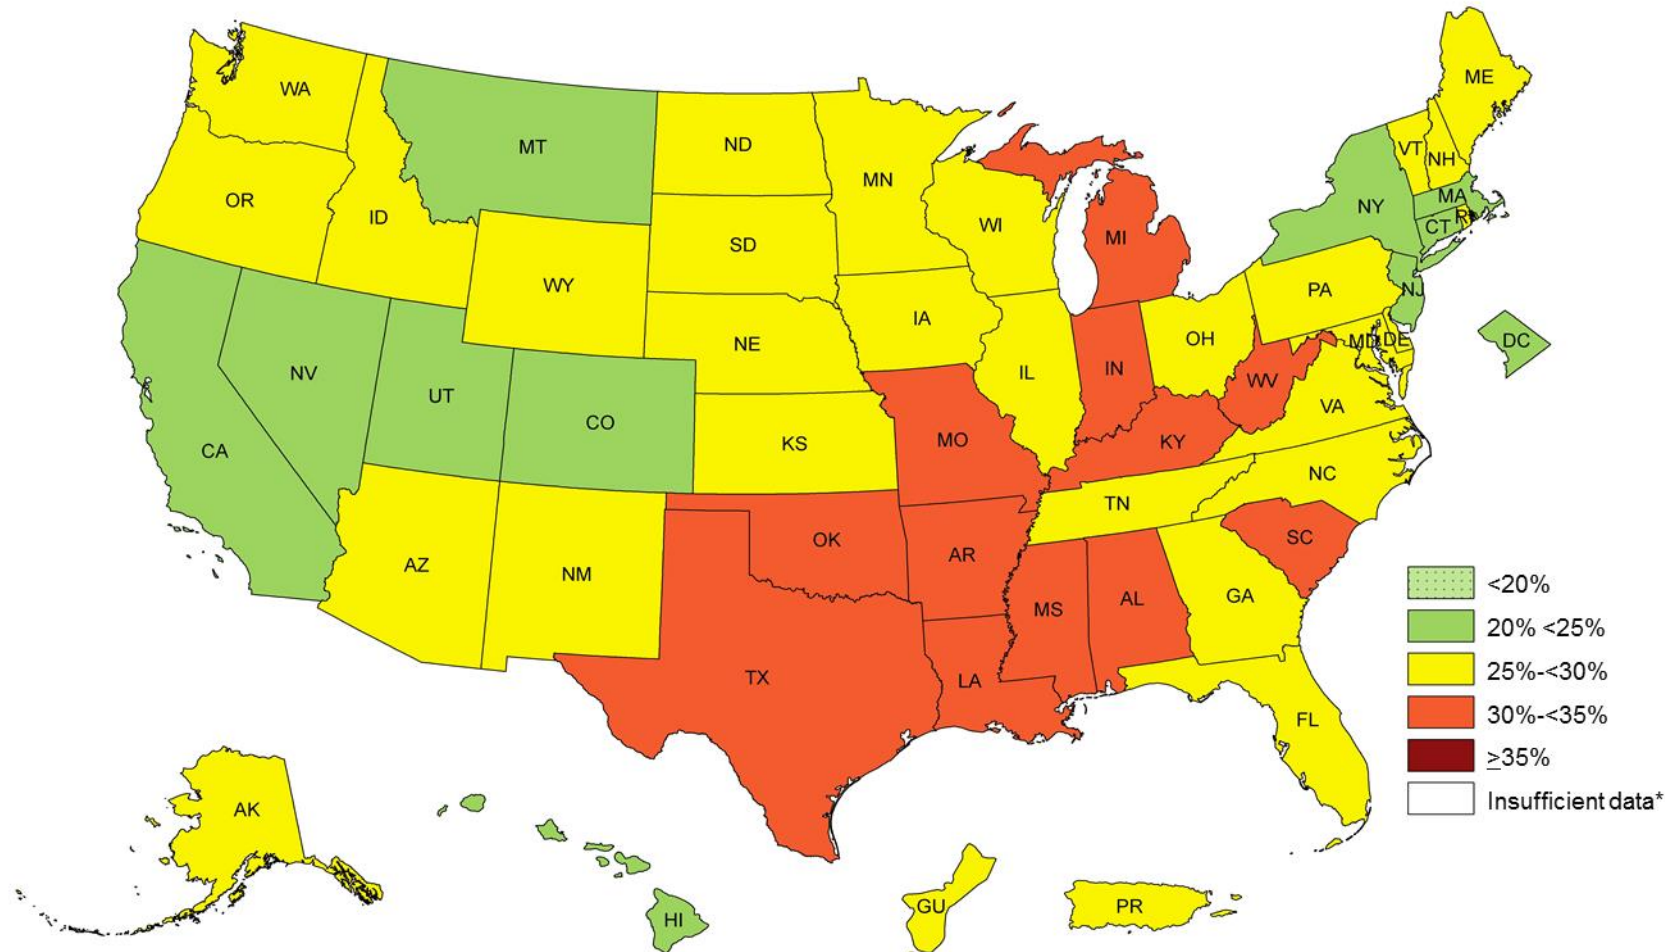 WA
MT
ND
MN
ME
VT
NH
OR
ID
SD
WI
MI
NY
MA
CT
RI
WY
IA
PA
NJ
NE
OH
MD
DE
DC
NV
UT
CO
IL
IN
WV
VA
CA
KS
MO
KY
NC
TN
AZ
NM
OK
AR
SC
MS
AL
GA
TX
LA
FL
AK
HI
GU
PR
<20%
20% <25%
25%-<30%
30%-<35%
≥35%
Insufficient data*